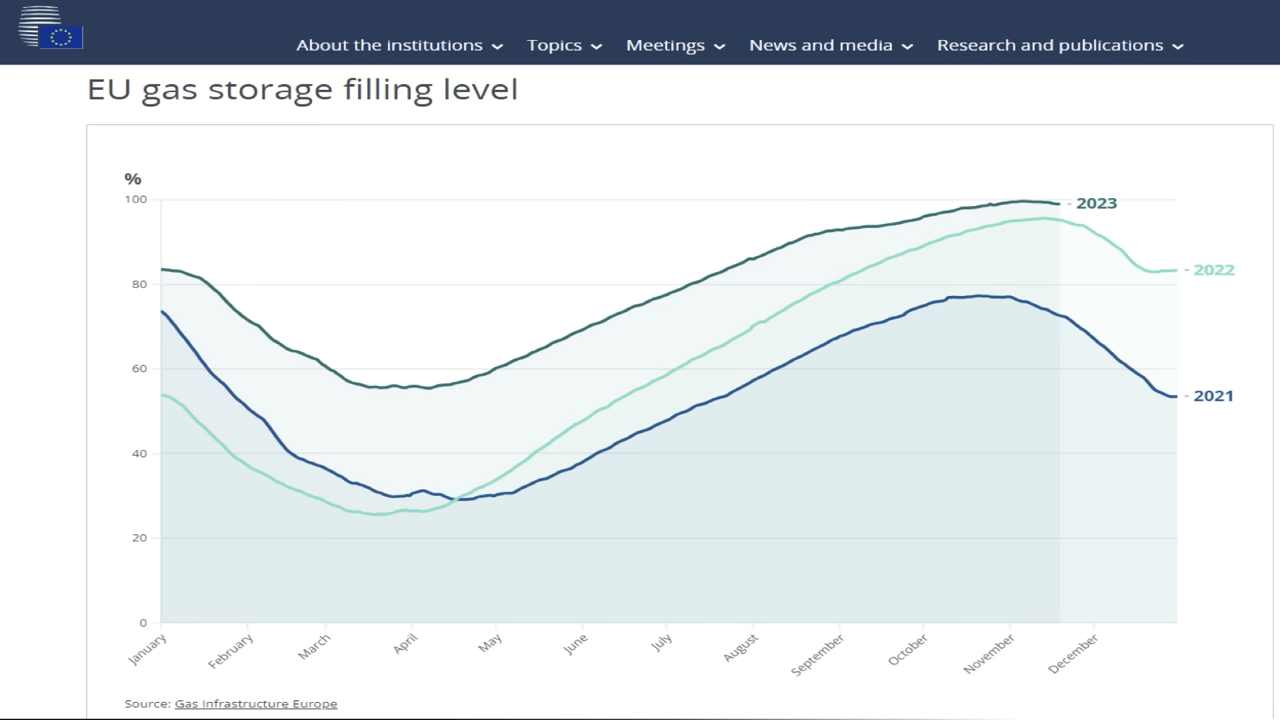 About the institutions Topics Meetings News and media Research and publications
EU gas storage filling level
%
100
2023
80
2022
60
2021
40
20
0
January February March April May June July August September October November December
Source: Gas Infrastructure Europe